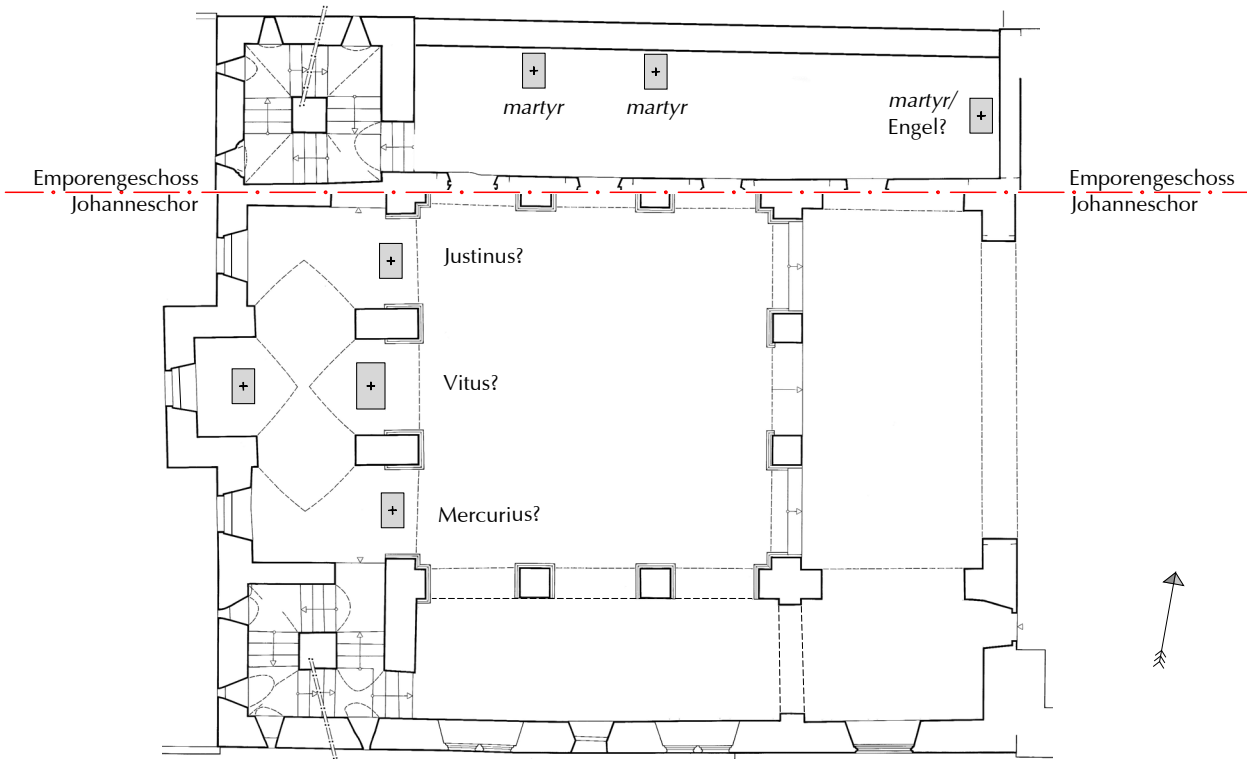 martyr
martyr
martyr/
Engel?
Emporengeschoss
Johanneschor
Emporengeschoss
Johanneschor
Justinus?
Vitus?
Mercurius?